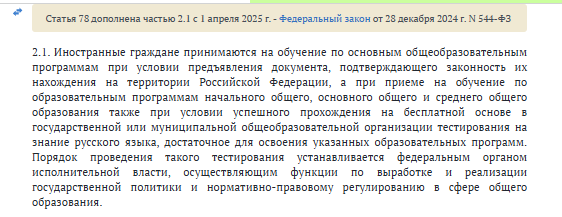 Статья 78 дополнена частью 2.1 с 1 апреля 2025 г. - Федеральный закон от 28 декабря 2024 г. N 544-ФЗ
2.1. Иностранные граждане принимаются на обучение по основным общеобразовательным
программам при условии предъявления документа, подтверждающего законность их
нахождения на территории Российской Федерации, а при приеме на обучение по
образовательным программам начального общего, основного общего и среднего общего
образования также при условии успешного прохождения на бесплатной основе в
государственной или муниципальной общеобразовательной организации тестирования на
знание русского языка, достаточное для освоения указанных образовательных программ.
Порядок проведения такого тестирования устанавливается федеральным органом
исполнительной власти, осуществляющим функции по выработке и реализации
государственной политики и нормативно-правовому регулированию в сфере общего
образования.